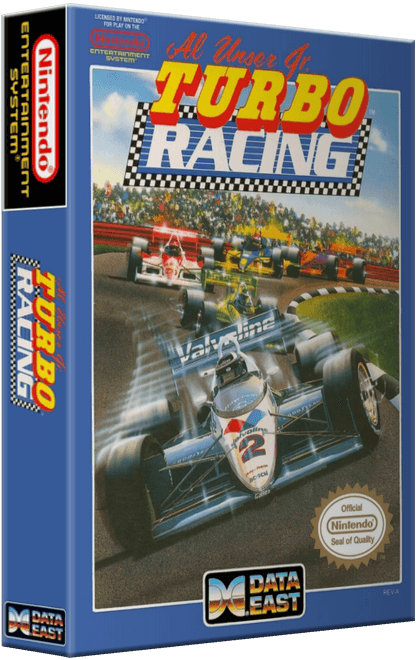 LICENSED BY NINTENDO
FOR PLAY ON THE
Nintendo
ENTERTAINMENT
SYSTEM®
Al Unser Jr.
TURBO
RACING
Valvoline
Valvoline
2
Official
Nintendo
Seal of Quality
REV-A
DATA
EAST
Nintendo®
ENTERTAINMENT
SYSTEM®
Al Unser Jr.
TURBO
RACING
DATA
EAST